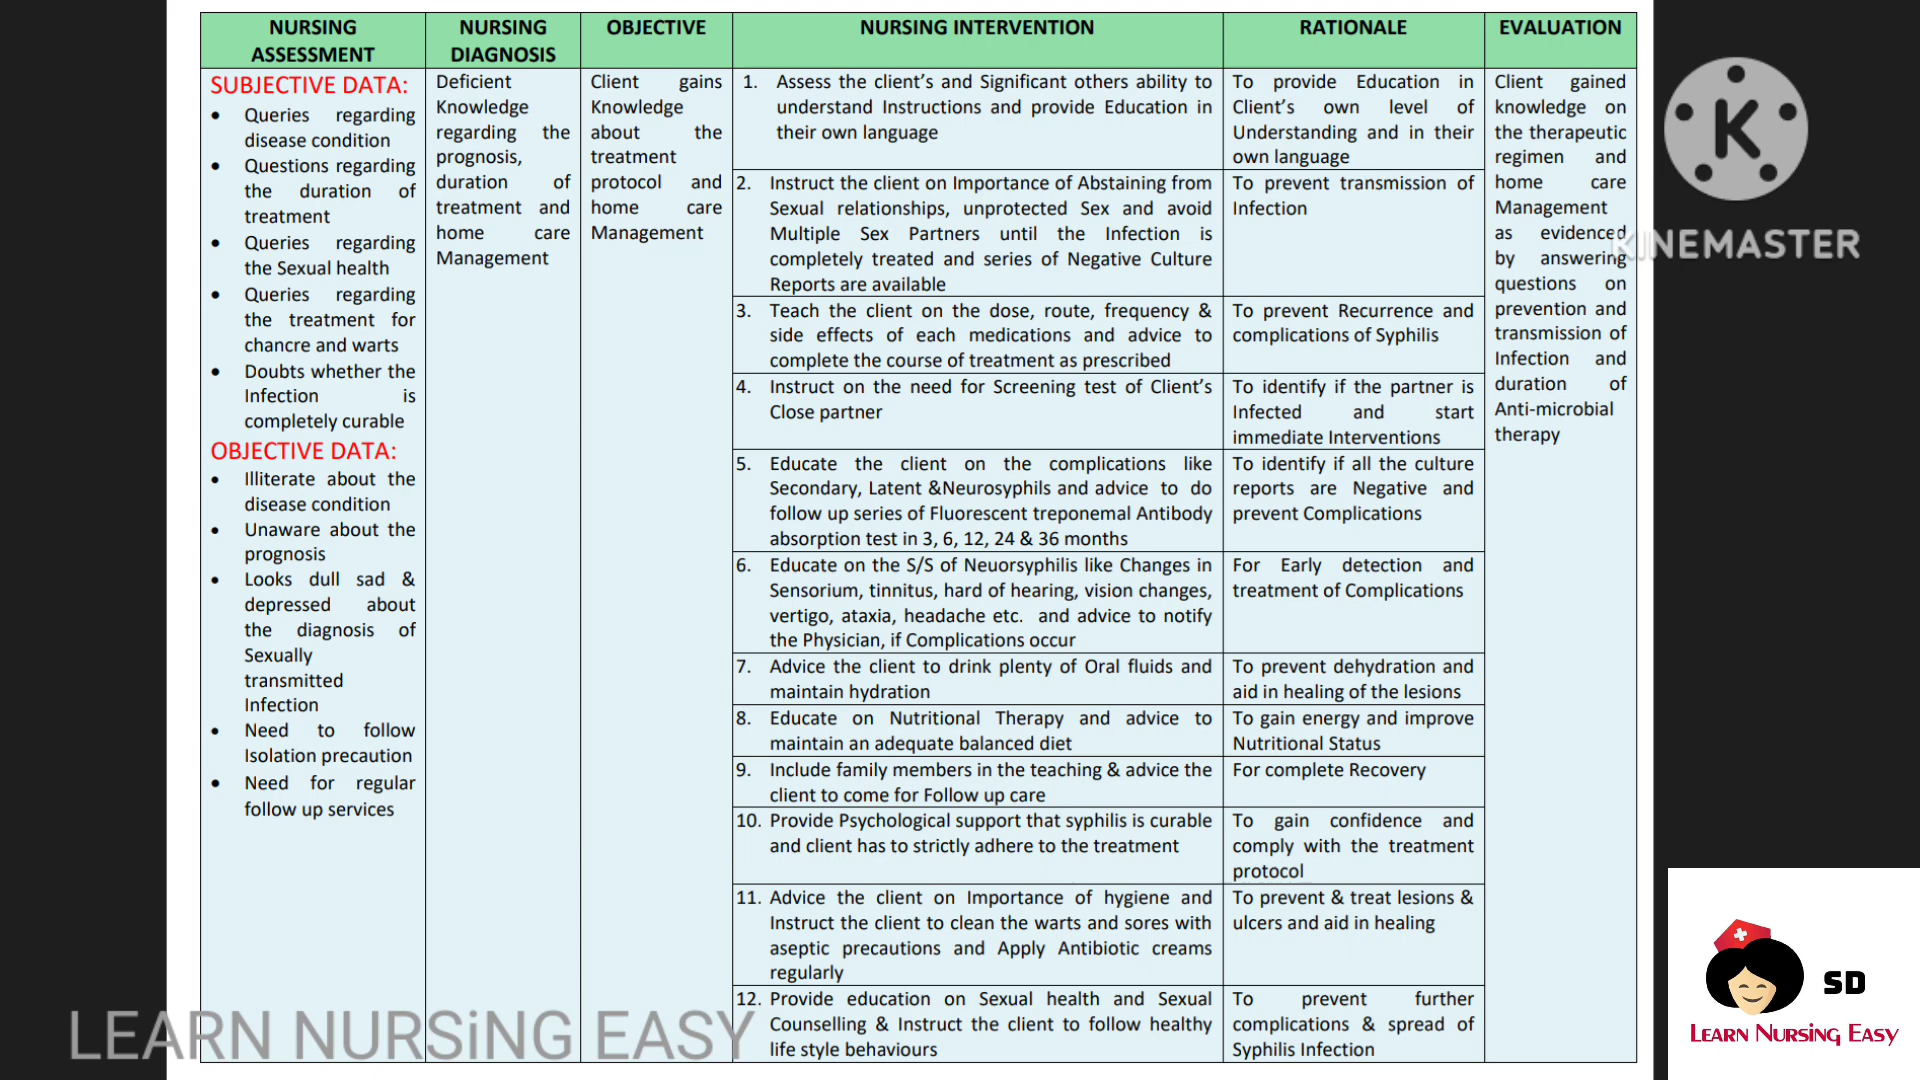 NURSING
ASSESSMENT
NURSING
DIAGNOSIS
OBJECTIVE
NURSING INTERVENTION
RATIONALE
EVALUATION
SUBJECTIVE DATA:
• Queries regarding
disease condition
• Questions regarding
the duration of
treatment
• Queries regarding
the Sexual health
• Queries regarding
the treatment for
chancre and warts
• Doubts whether the
Infection is
completely curable
OBJECTIVE DATA:
• Illiterate about the
disease condition
• Unaware about the
prognosis
• Looks dull sad &
depressed about
the diagnosis of
Sexually
transmitted
Infection
• Need to follow
Isolation precaution
• Need for regular
follow up services
Deficient
Knowledge
regarding the
prognosis,
duration of
treatment and
home care
Management
Client gains
Knowledge
about the
treatment
protocol and
home care
Management
1. Assess the client's and Significant others ability to
understand Instructions and provide Education in
their own language
To provide Education in
Client's own level of
Understanding and in their
own language
2. Instruct the client on Importance of Abstaining from
Sexual relationships, unprotected Sex and avoid
Multiple Sex Partners until the Infection is
completely treated and series of Negative Culture
Reports are available
To prevent transmission of
Infection
3. Teach the client on the dose, route, frequency &
side effects of each medications and advice to
complete the course of treatment as prescribed
To prevent Recurrence and
complications of Syphilis
4. Instruct on the need for Screening test of Client's
Close partner
To identify if the partner is
Infected and start
immediate Interventions
5. Educate the client on the complications like
Secondary, Latent &Neurosyphils and advice to do
follow up series of Fluorescent treponemal Antibody
absorption test in 3, 6, 12, 24 & 36 months
To identify if all the culture
reports are Negative and
prevent Complications
6. Educate on the S/S of Neuorsyphilis like Changes in
Sensorium, tinnitus, hard of hearing, vision changes,
vertigo, ataxia, headache etc. and advice to notify
the Physician, if Complications occur
For Early detection and
treatment of Complications
7. Advice the client to drink plenty of Oral fluids and
maintain hydration
To prevent dehydration and
aid in healing of the lesions
8. Educate on Nutritional Therapy and advice to
maintain an adequate balanced diet
To gain energy and improve
Nutritional Status
9. Include family members in the teaching & advice the
client to come for Follow up care
For complete Recovery
10. Provide Psychological support that syphilis is curable
and client has to strictly adhere to the treatment
To gain confidence and
comply with the treatment
protocol
11. Advice the client on Importance of hygiene and
Instruct the client to clean the warts and sores with
aseptic precautions and Apply Antibiotic creams
regularly
To prevent & treat lesions &
ulcers and aid in healing
12. Provide education on Sexual health and Sexual
Counselling & Instruct the client to follow healthy
life style behaviours
To prevent further
complications & spread of
Syphilis Infection
Client gained
knowledge on
the therapeutic
regimen and
home care
Management
as evidenced
by answering
questions on
prevention and
transmission of
Infection and
duration of
Anti-microbial
therapy
K
KINEMASTER
SD
LEARN NURSING EASY
LEARN NURSiNG EASY